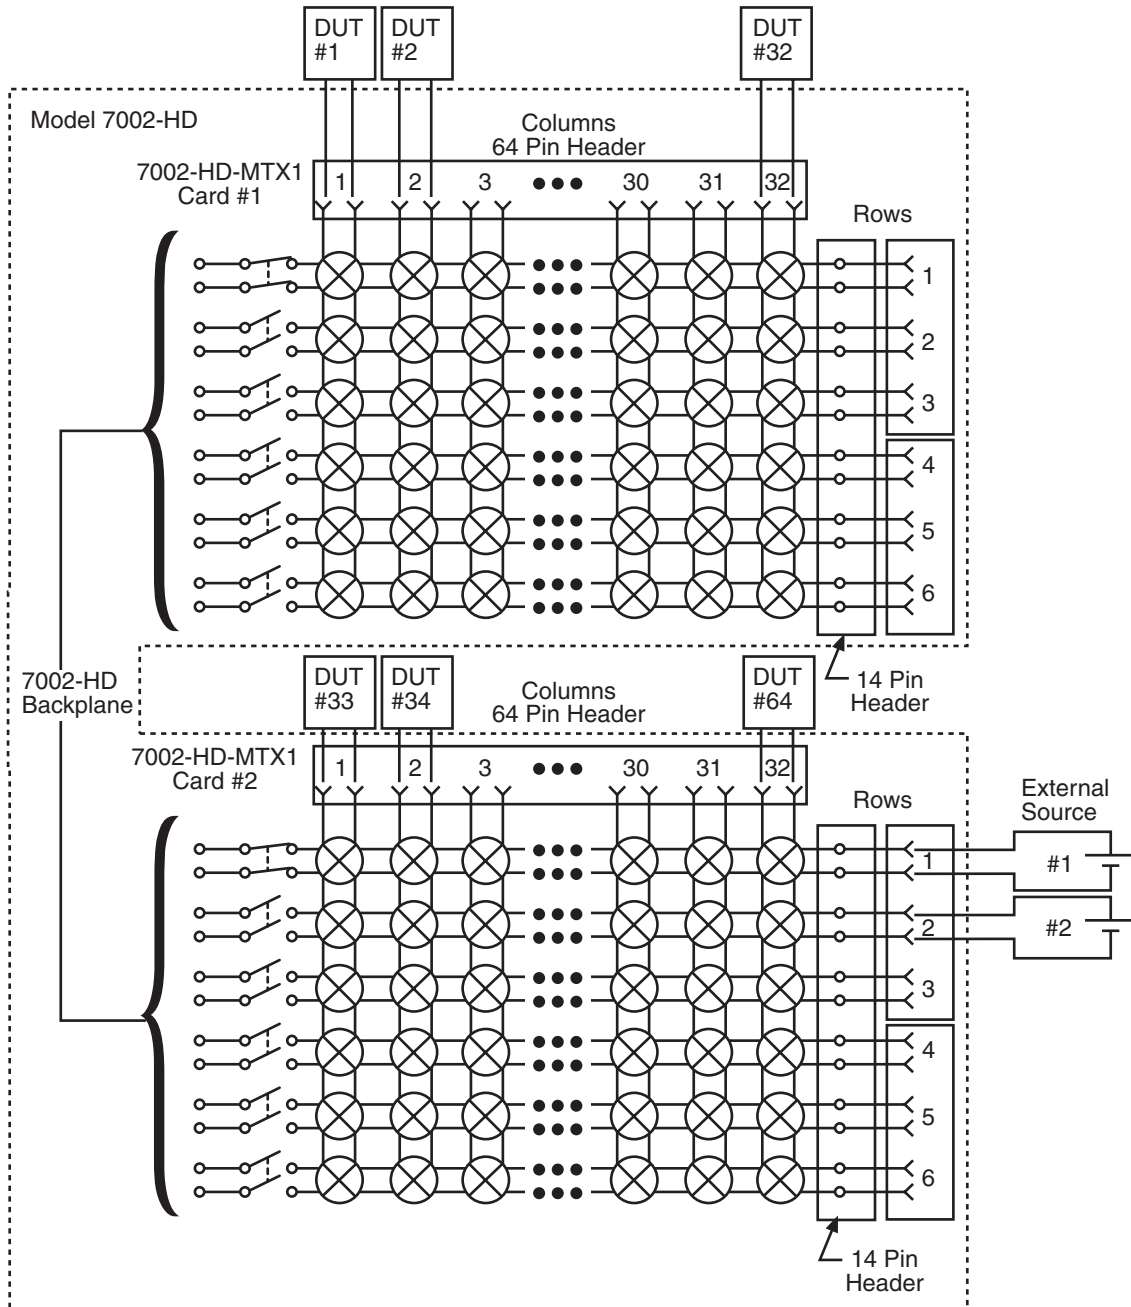 DUT
#1
DUT
#2
DUT
#32
Model 7002-HD
Columns
64 Pin Header
7002-HD-MTX1
Card #1
1
2
3
30
31
32
Rows
1
2
3
4
5
6
14 Pin
Header
7002-HD
Backplane
DUT
#33
DUT
#34
DUT
#64
Columns
64 Pin Header
7002-HD-MTX1
Card #2
1
2
3
30
31
32
Rows
External
Source
1
#1
2
#2
3
4
5
6
14 Pin
Header